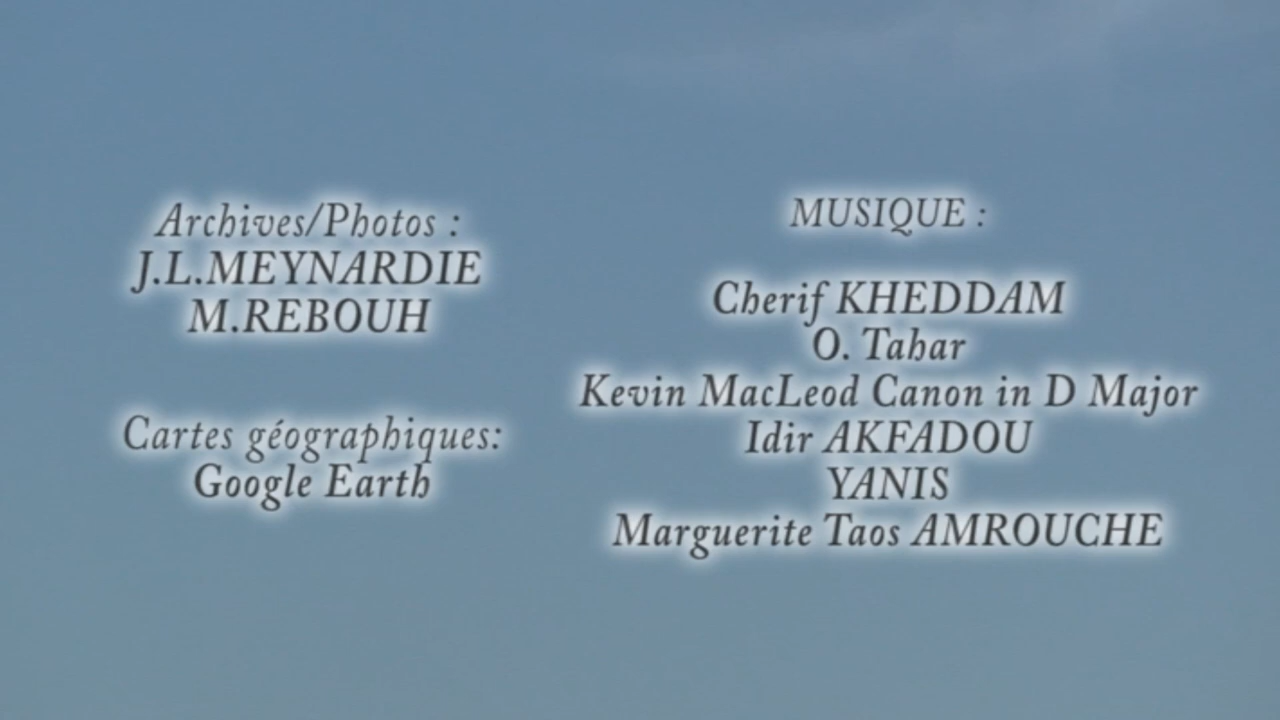 Archives/Photos :
J.L.MEYNARDIE
M.REBOUH
Cartes géographiques:
Google Earth
MUSIQUE :
Cherif KHEDDAM
O. Tahar
Kevin MacLeod Canon in D Major
Idir AKFADOU
YANIS
Marguerite Taos AMROUCHE